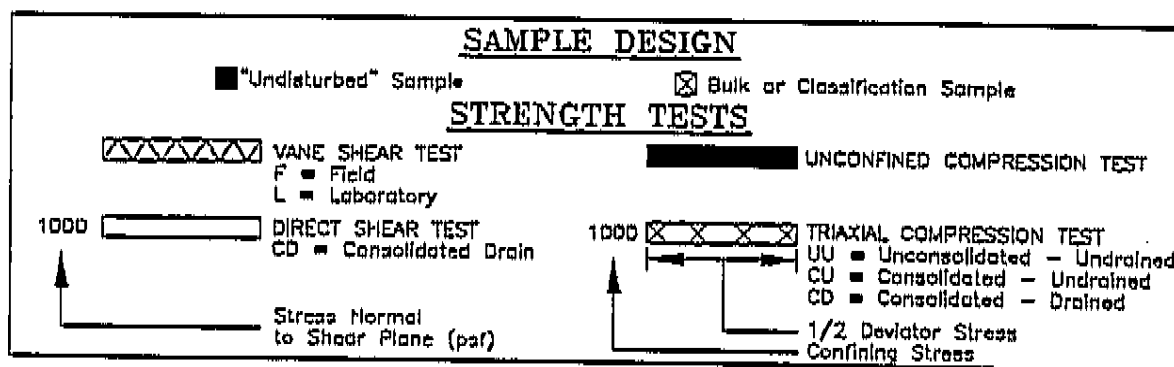 SAMPLE DESIGN
"Undisturbed" Sample
Bulk or Classification Sample
STRENGTH TESTS
VANE SHEAR TEST
F = Field
L = Laboratory
UNCONFINED COMPRESSION TEST
1000
DIRECT SHEAR TEST
CD = Consolidated Drain
1000
TRIAXIAL COMPRESSION TEST
UU = Unconsolidated - Undrained
CU = Consolidated - Undrained
CD = Consolidated - Drained
Stress Normal
to Shear Plane (psf)
1/2 Deviator Stress
Confining Stress